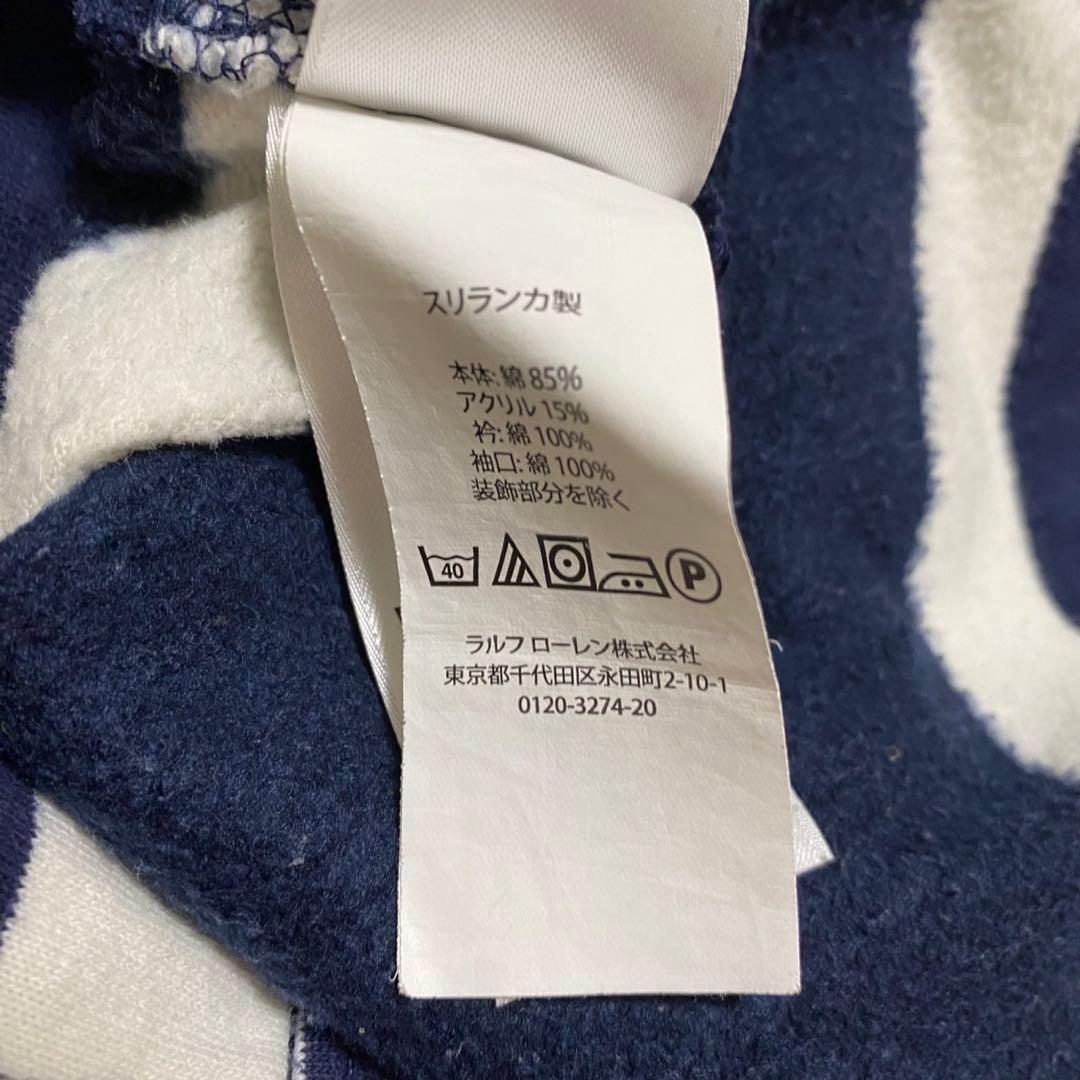 スリランカ製
本体: 綿 85%
アクリル 15%
衿: 綿 100%
袖口: 綿 100%
装飾部分を除く
40 P
ラルフ ローレン株式会社
東京都千代田区永田町2-10-1
0120-3274-20